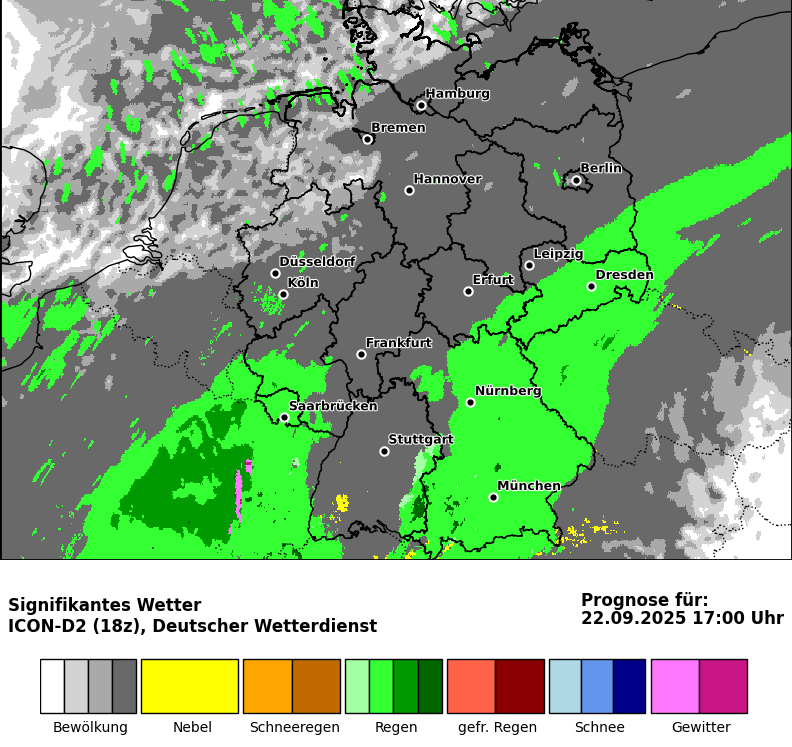 Hamburg
Bremen
Berlin
Hannover
Düsseldorf
Leipzig
Köln
Erfurt
Dresden
Frankfurt
Nürnberg
Saarbrücken
Stuttgart
München
Signifikantes Wetter
ICON-D2 (18z), Deutscher Wetterdienst
Prognose für:
22.09.2025 17:00 Uhr
Bewölkung
Nebel
Schneeregen
Regen
gefr. Regen
Schnee
Gewitter